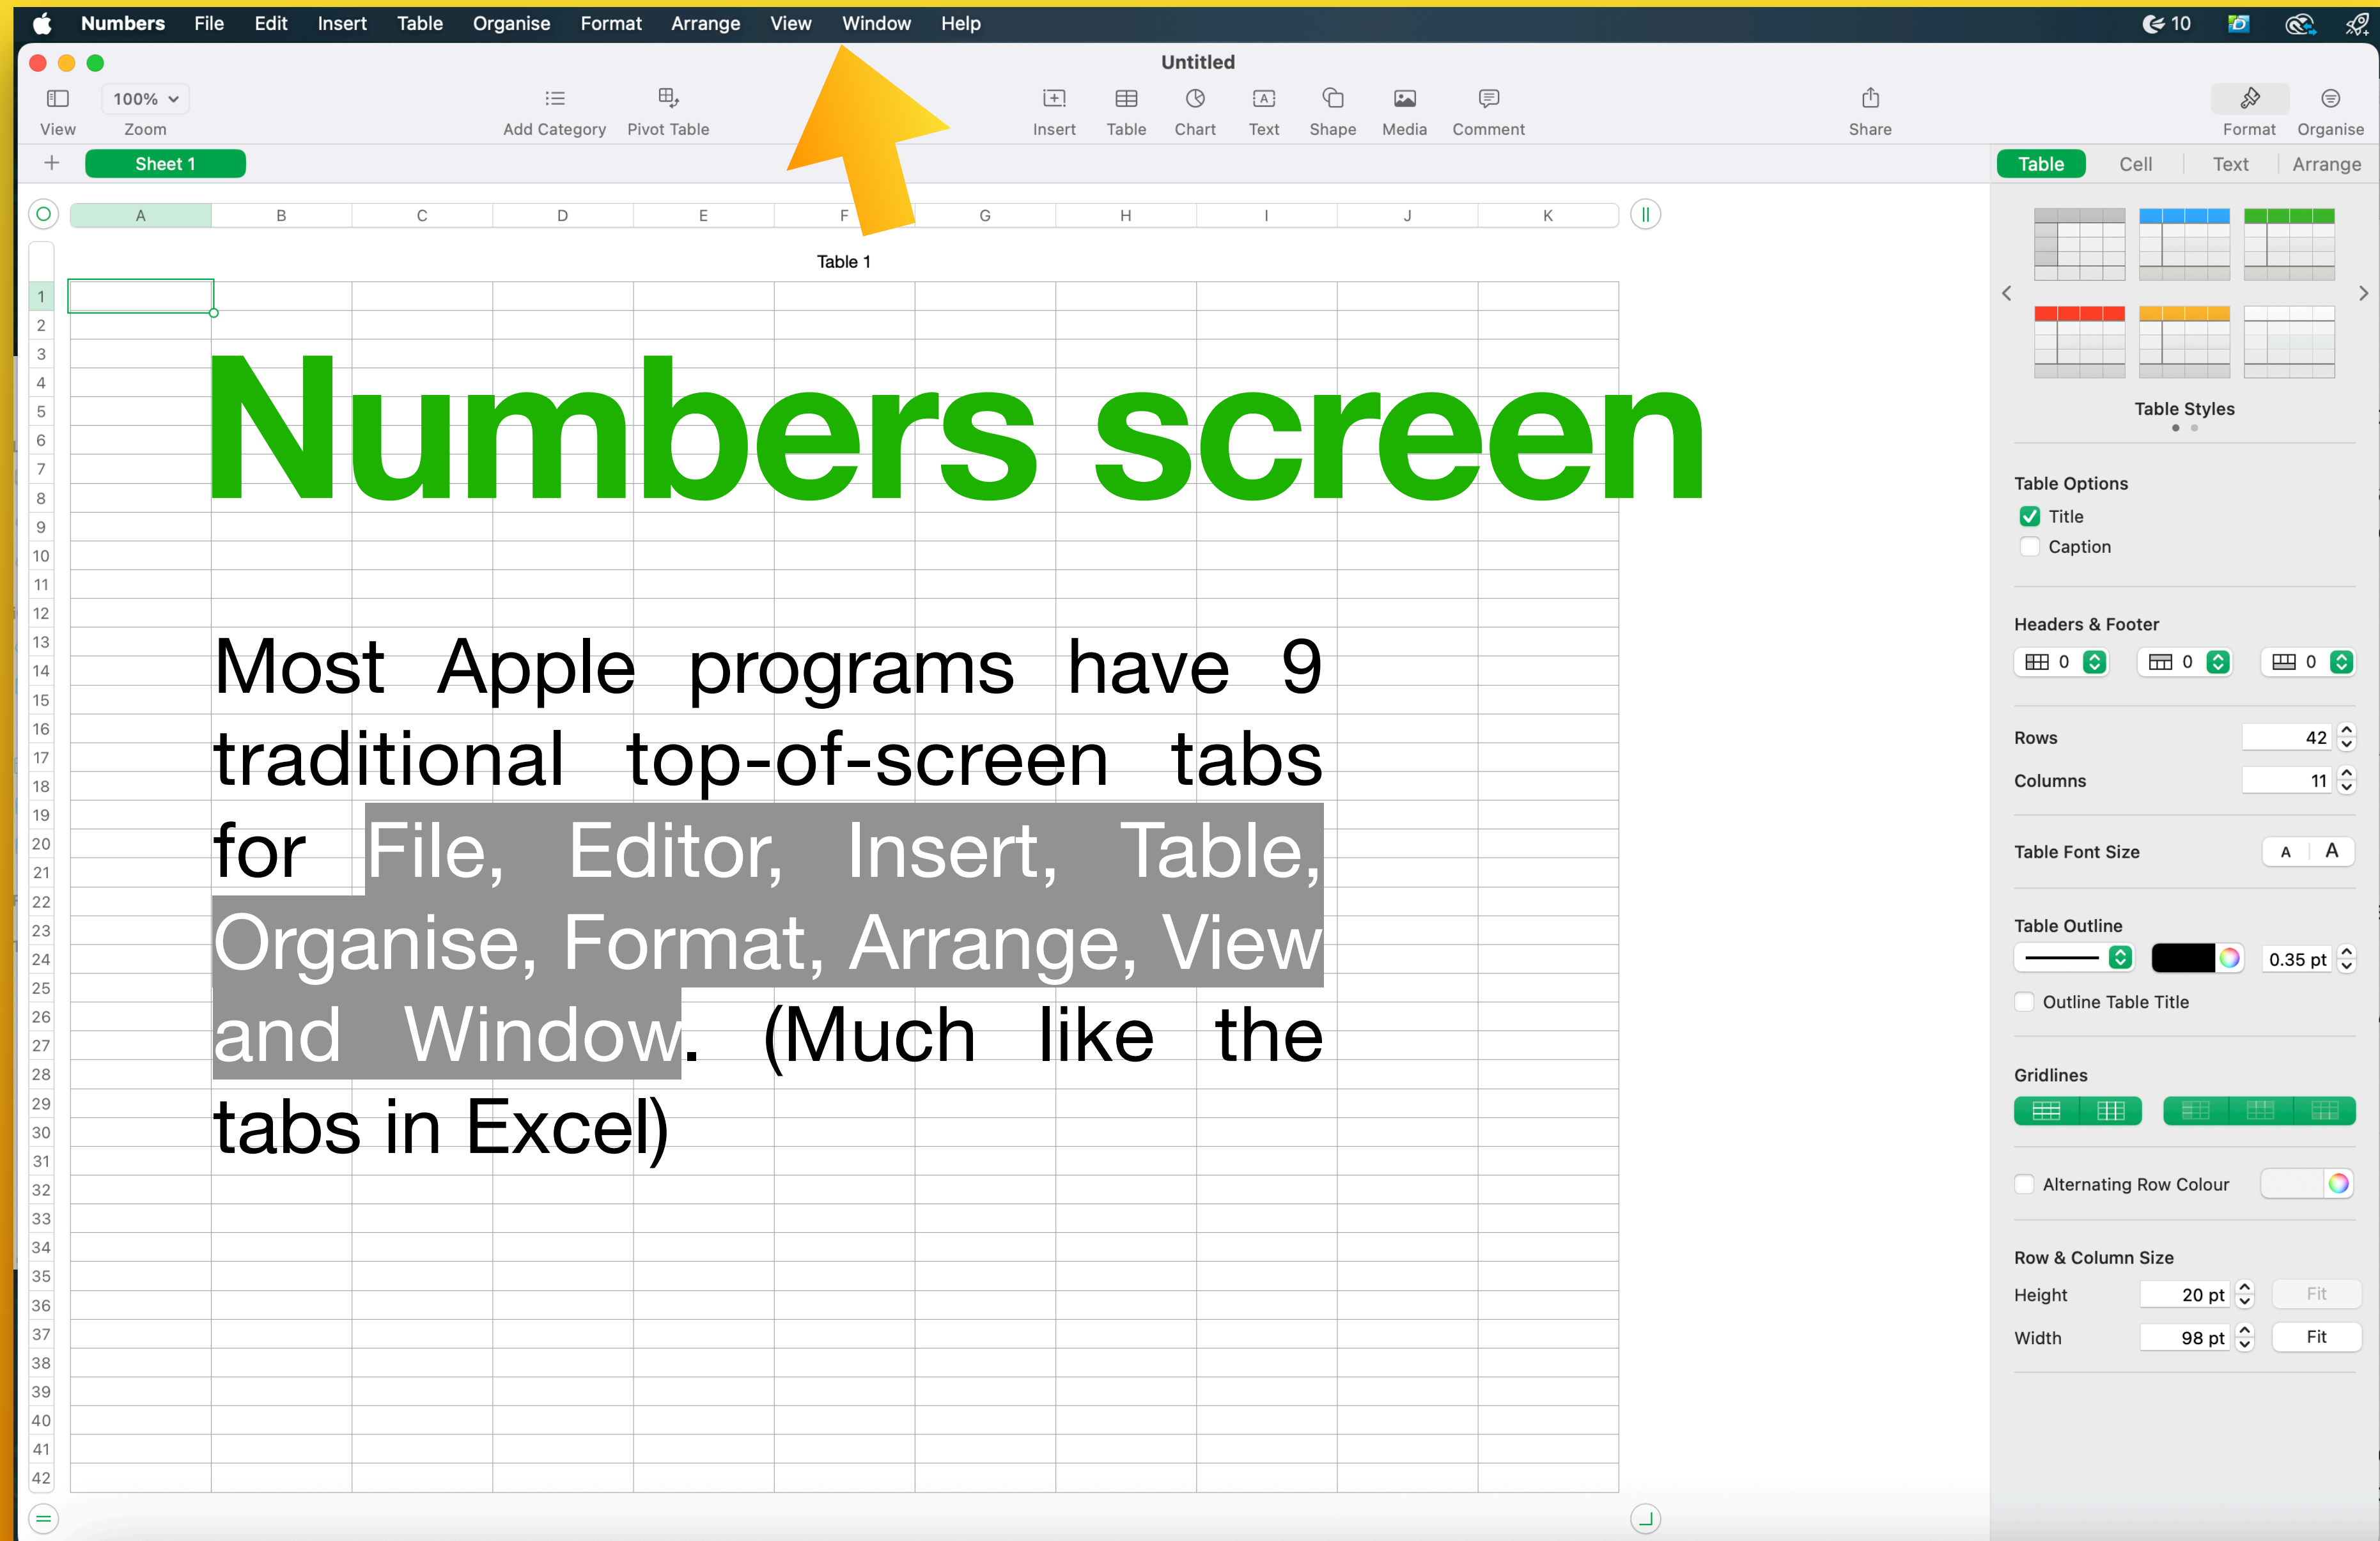 Numbers File Edit Insert Table Organise Format Arrange View Window Help 10
Untitled
100%
View Zoom Add Category Pivot Table Insert Table Chart Text Shape Media Comment Share Format Organise
Sheet 1
Table Cell Text Arrange
A B C D E F G H I J K
Table 1
1
2
3
4
5
6
7
8
9
10
11
12
13
14
15
16
17
18
19
20
21
22
23
24
25
26
27
28
29
30
31
32
33
34
35
36
37
38
39
40
41
42
Numbers screen
Most Apple programs have 9
traditional top-of-screen tabs
for File, Editor, Insert, Table,
Organise, Format, Arrange, View
and Window. (Much like the
tabs in Excel)
Table Styles
Table Options
Title
Caption
Headers & Footer
0 0 0
Rows 42
Columns 11
Table Font Size A A
Table Outline
0.35 pt
Outline Table Title
Gridlines
Alternating Row Colour
Row & Column Size
Height 20 pt Fit
Width 98 pt Fit